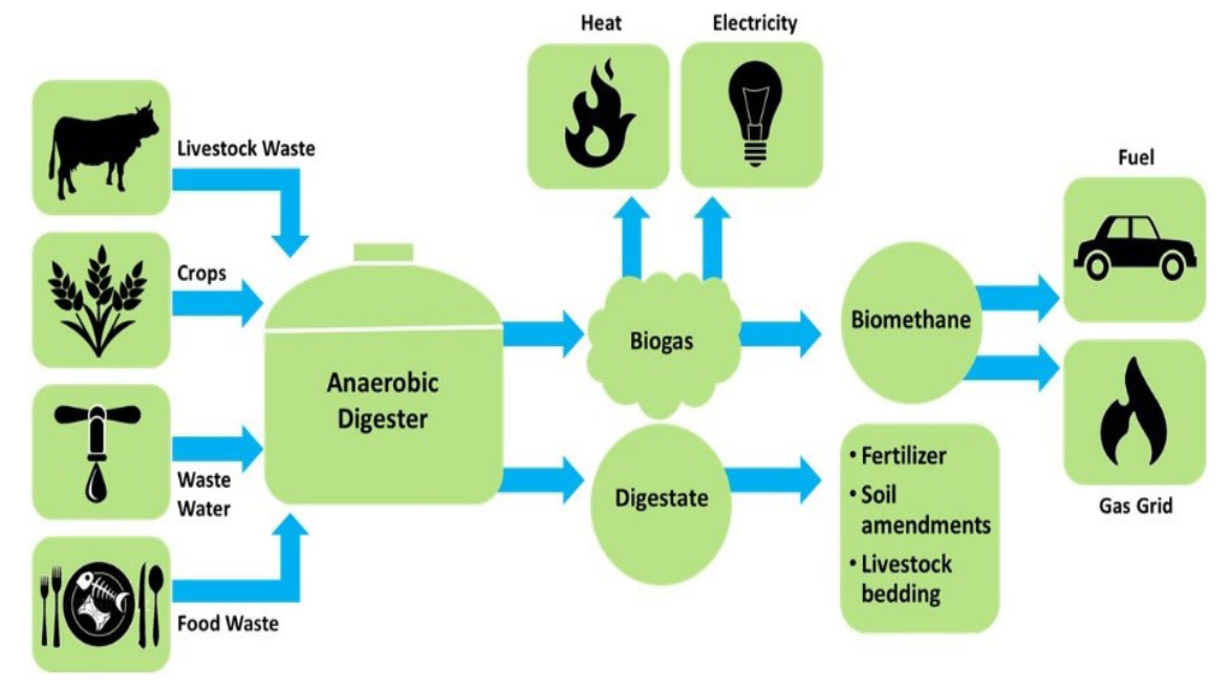 Heat
Electricity
Livestock Waste
Fuel
Crops
Biomethane
Biogas
Anaerobic
Digester
Waste
Water
Digestate
• Fertilizer
• Soil
amendments
• Livestock
bedding
Gas Grid
Food Waste